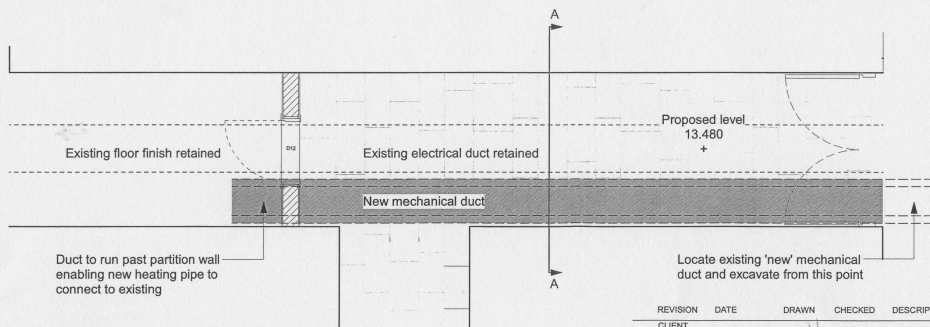 A
Proposed level
13.480
+
Existing floor finish retained
D12
Existing electrical duct retained
New mechanical duct
Duct to run past partition wall
enabling new heating pipe to
connect to existing
A
Locate existing 'new' mechanical
duct and excavate from this point
REVISION DATE DRAWN CHECKED DESCRIP
CLIENT